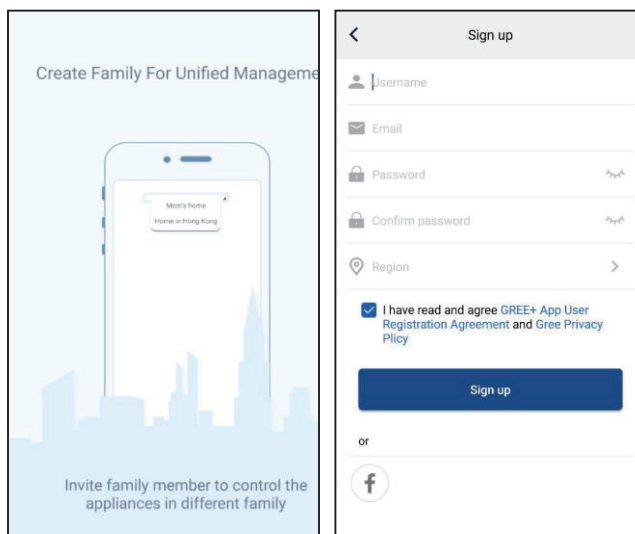 Create Family For Unified Manageme
Mom's home
Home in Hong Kong
Invite family member to control the
appliances in different family
Sign up
Username
Email
Password
Confirm password
Region
I have read and agree GREE+ App User
Registration Agreement and Gree Privacy
Plicy
Sign up
or
f